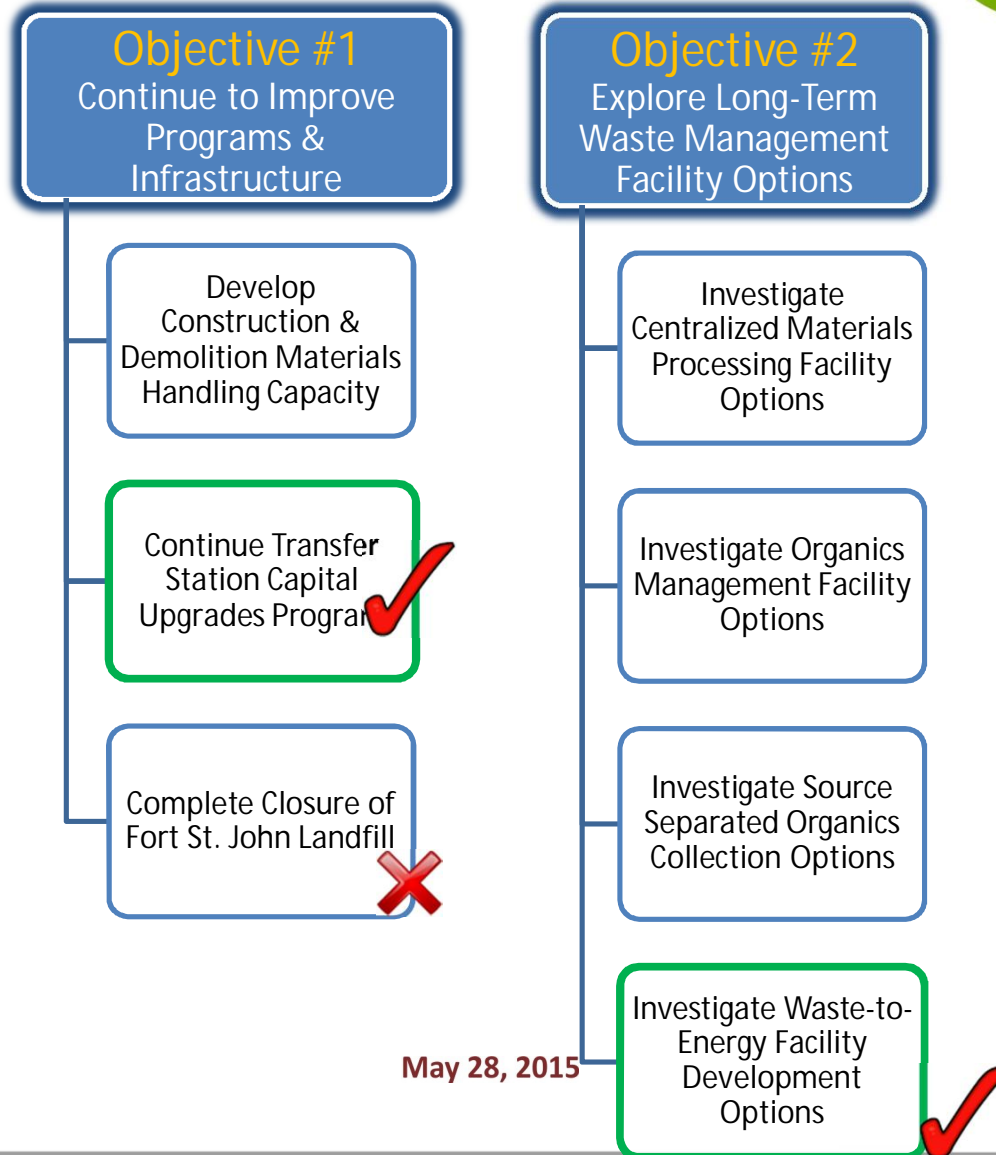 Objective #1
Continue to Improve
Programs &
Infrastructure
Develop
Construction &
Demolition Materials
Handling Capacity
Continue Transfer
Station Capital
Upgrades Program
Complete Closure of
Fort St. John Landfill
Objective #2
Explore Long-Term
Waste Management
Facility Options
Investigate
Centralized Materials
Processing Facility
Options
Investigate Organics
Management Facility
Options
Investigate Source
Separated Organics
Collection Options
Investigate Waste-to-
Energy Facility
Development
Options
May 28, 2015